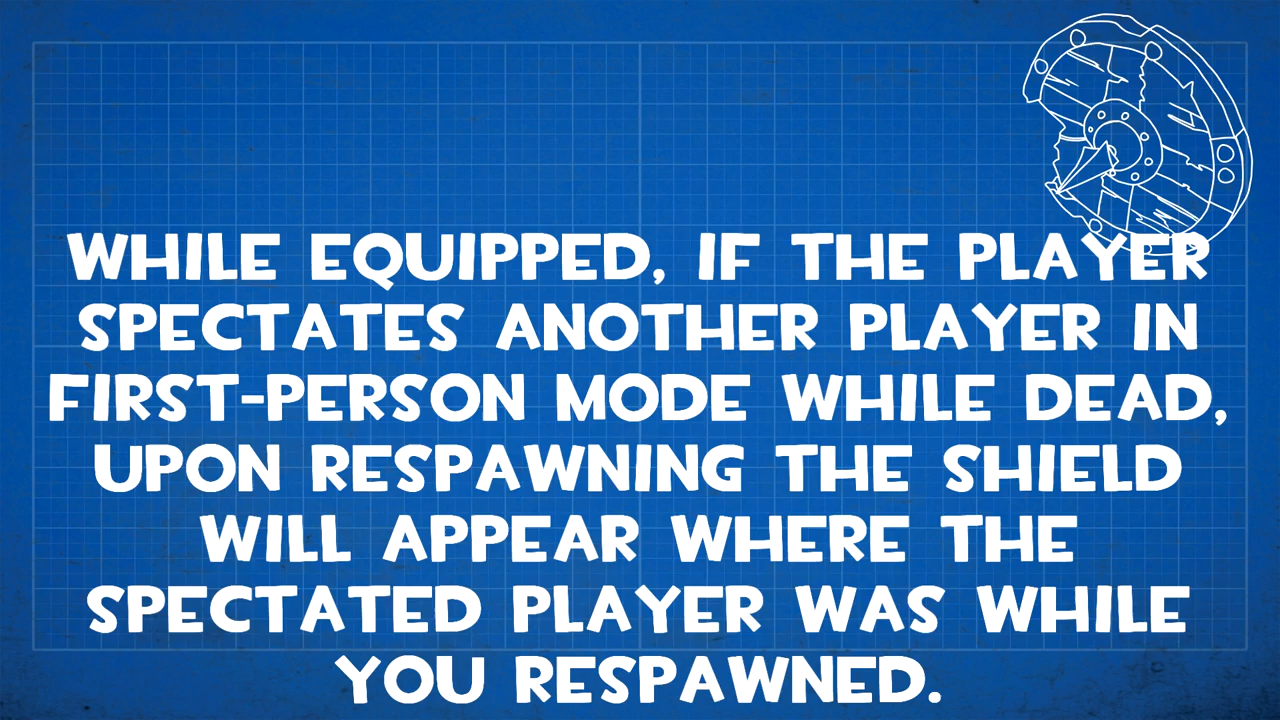 WHILE EQUIPPED, IF THE PLAYER
SPECTATES ANOTHER PLAYER IN
FIRST-PERSON MODE WHILE DEAD,
UPON RESPAWNING THE SHIELD
WILL APPEAR WHERE THE
SPECTATED PLAYER WAS WHILE
YOU RESPAWNED.